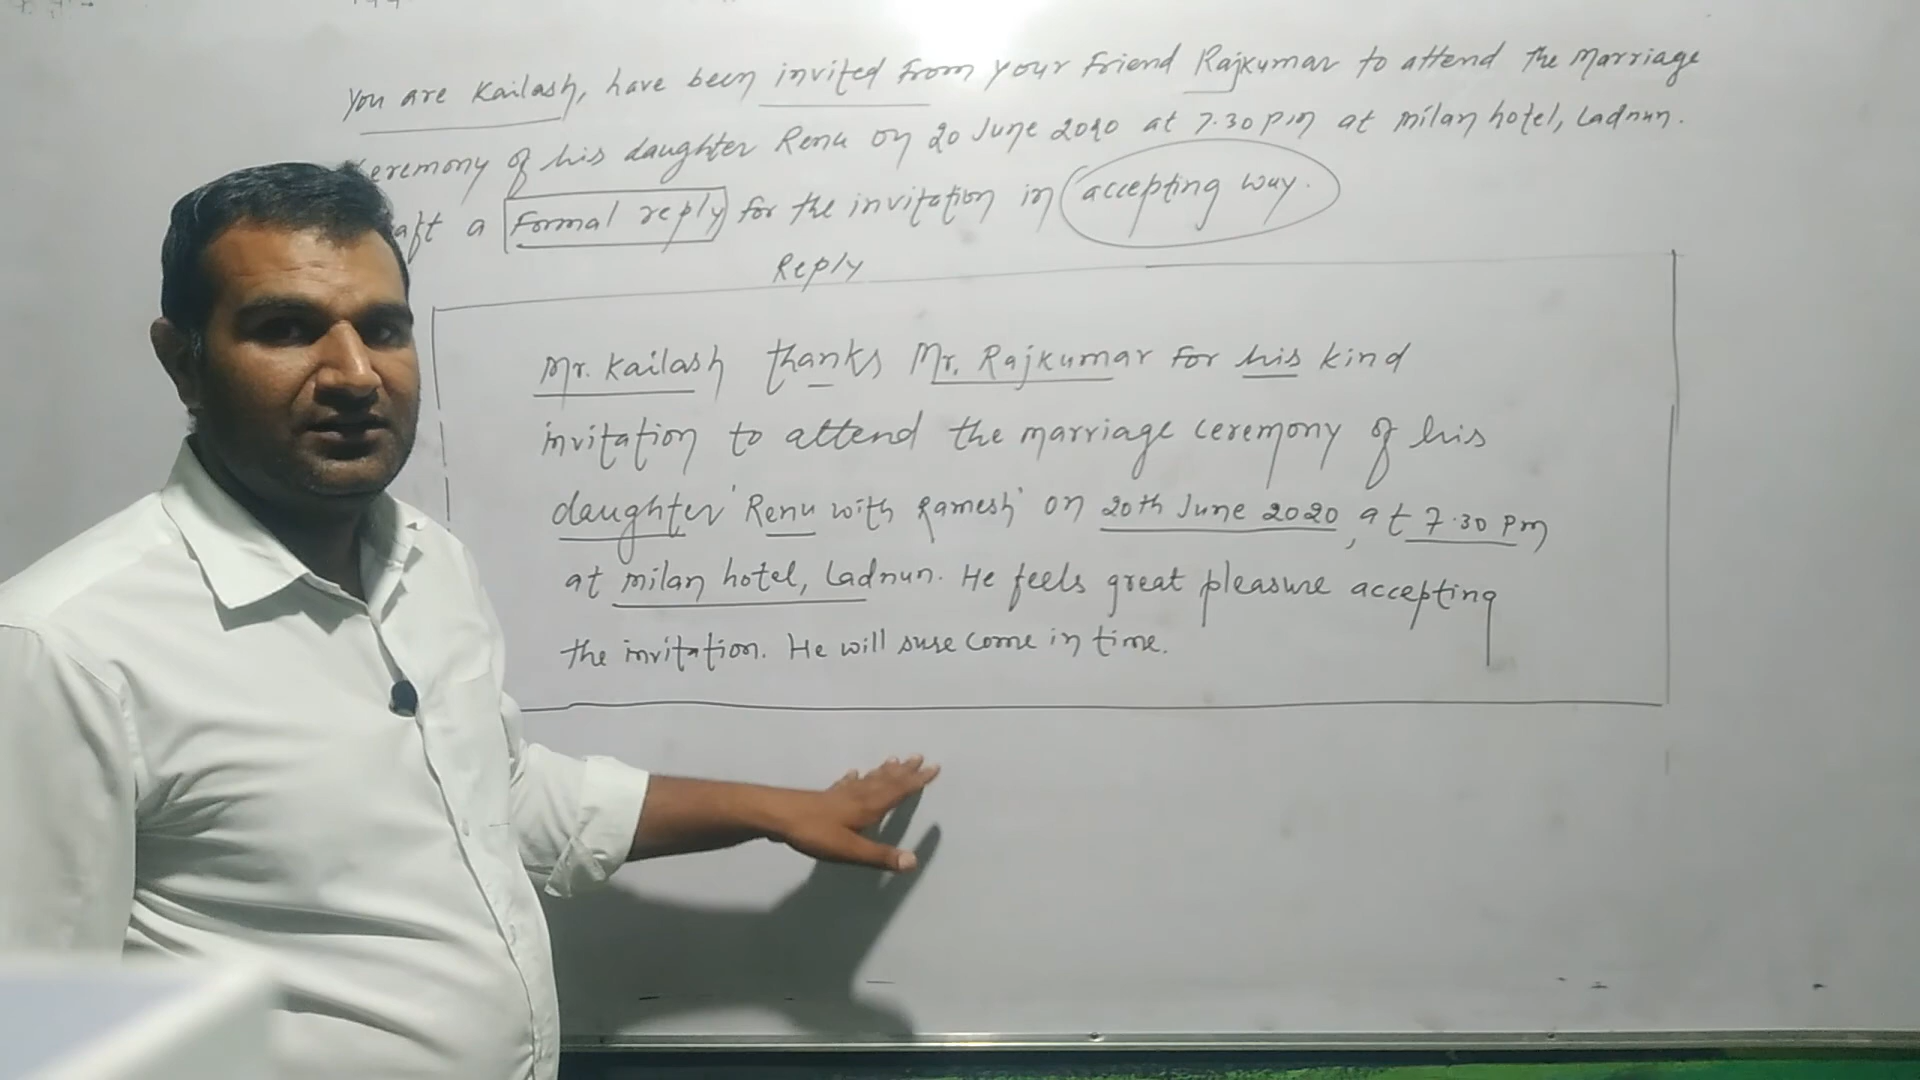 You are Kailash, have been invited from your friend Rajkumar to attend the Marriage
ceremony of his daughter Renu on 20 June 2020 at 7.30 pm at milan hotel, Ladnun.
aft a Formal reply for the invitation in accepting way.
Reply
Mr. Kailash thanks Mr. Rajkumar for his kind
invitation to attend the marriage ceremony of his
daughter 'Renu with Ramesh' on 20th June 2020, at 7.30 pm
at milan hotel, Ladnun. He feels great pleasure accepting
the invitation. He will sure come in time.